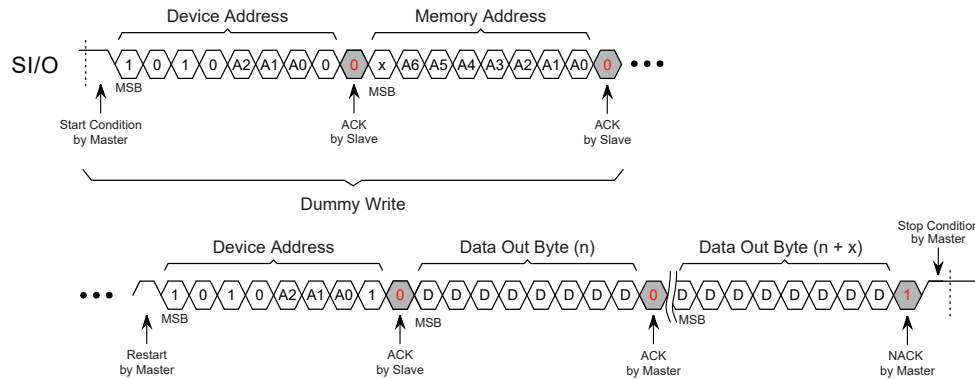 Device Address Memory Address
SI/O 1 0 1 0 A2 A1 A0 0 0 x A6 A5 A4 A3 A2 A1 A0 0 •••
MSB MSB
Start Condition ACK ACK
by Master by Slave by Slave
Dummy Write
Stop Condition
by Master
Device Address Data Out Byte (n) Data Out Byte (n + x)
••• 1 0 1 0 A2 A1 A0 1 0 D D D D D D D D 0 D D D D D D D D 1
MSB MSB MSB
Restart ACK ACK NACK
by Master by Slave by Master by Master